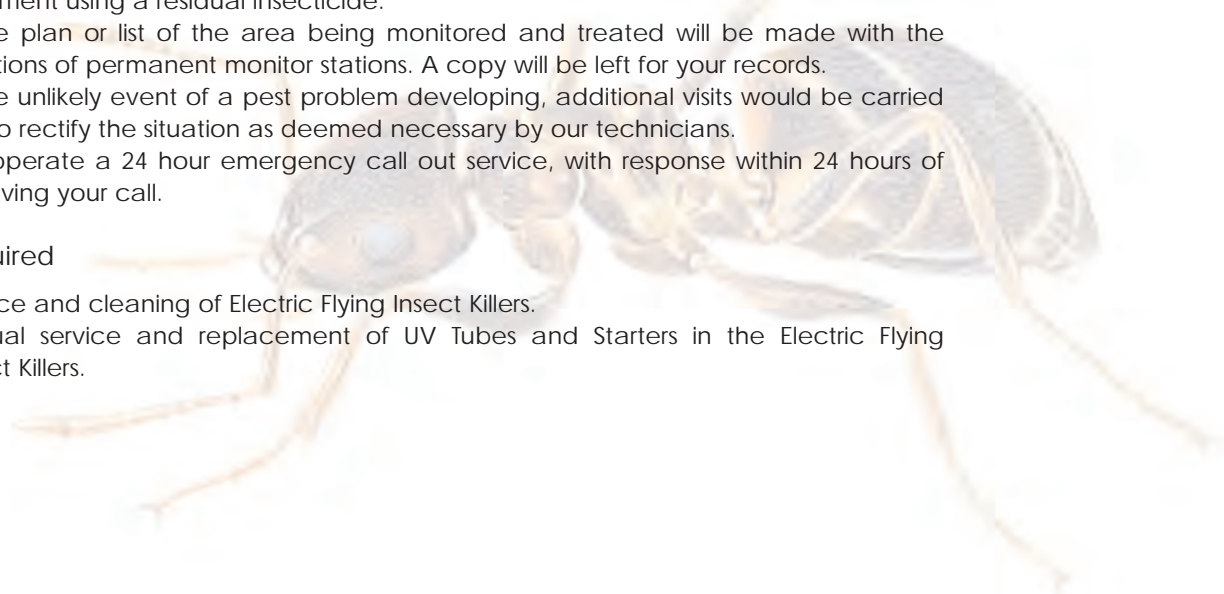 ment using a residual insecticide.
e plan or list of the area being monitored and treated will be made with the
tions of permanent monitor stations. A copy will be left for your records.
e unlikely event of a pest problem developing, additional visits would be carried
o rectify the situation as deemed necessary by our technicians.
operate a 24 hour emergency call out service, with response within 24 hours of
ving your call.
uired
ce and cleaning of Electric Flying Insect Killers.
ual service and replacement of UV Tubes and Starters in the Electric Flying
ct Killers.